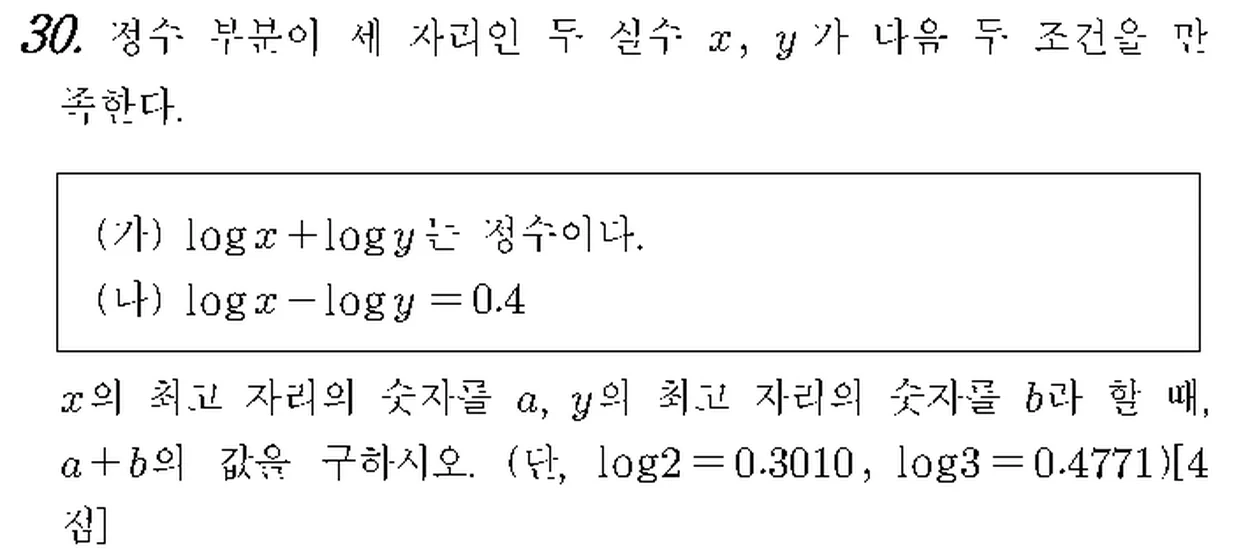 30. 정수 부분이 세 자리인 두 실수 x, y가 다음 두 조건을 만
족한다.
(가) log x + log y는 정수이다.
(나) log x - log y = 0.4
x의 최고 자리의 숫자를 a, y의 최고 자리의 숫자를 b라 할 때,
a+b의 값을 구하시오. (단, log2=0.3010, log3=0.4771)[4
점]